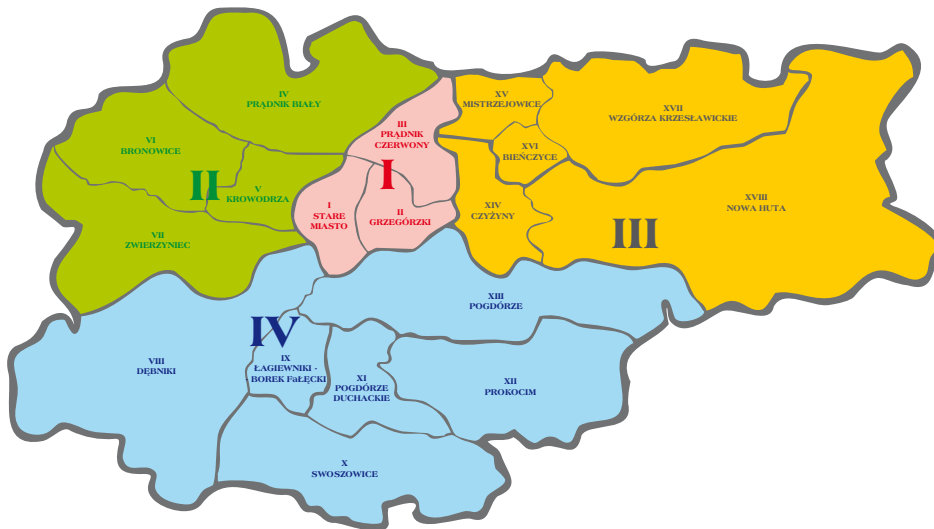 IV
PRĄDNIK BIAŁY
XV
MISTRZEJOWICE
XVII
WZGÓRZA KRZESŁAWICKIE
III
PRĄDNIK
CZERWONY
VI
BRONOWICE
XVI
BIEŃCZYCE
I
II
V
KROWODRZA
I
STARE
MIASTO
II
GRZEGÓRZKI
XIV
CZYŻYNY
XVIII
NOWA HUTA
III
VII
ZWIERZYNIEC
XIII
POGDÓRZE
IV
VIII
DĘBNIKI
IX
ŁAGIEWNIKI -
- BOREK FaŁĘCKI
XI
POGDÓRZE
DUCHACKIE
XII
PROKOCIM
X
SWOSZOWICE